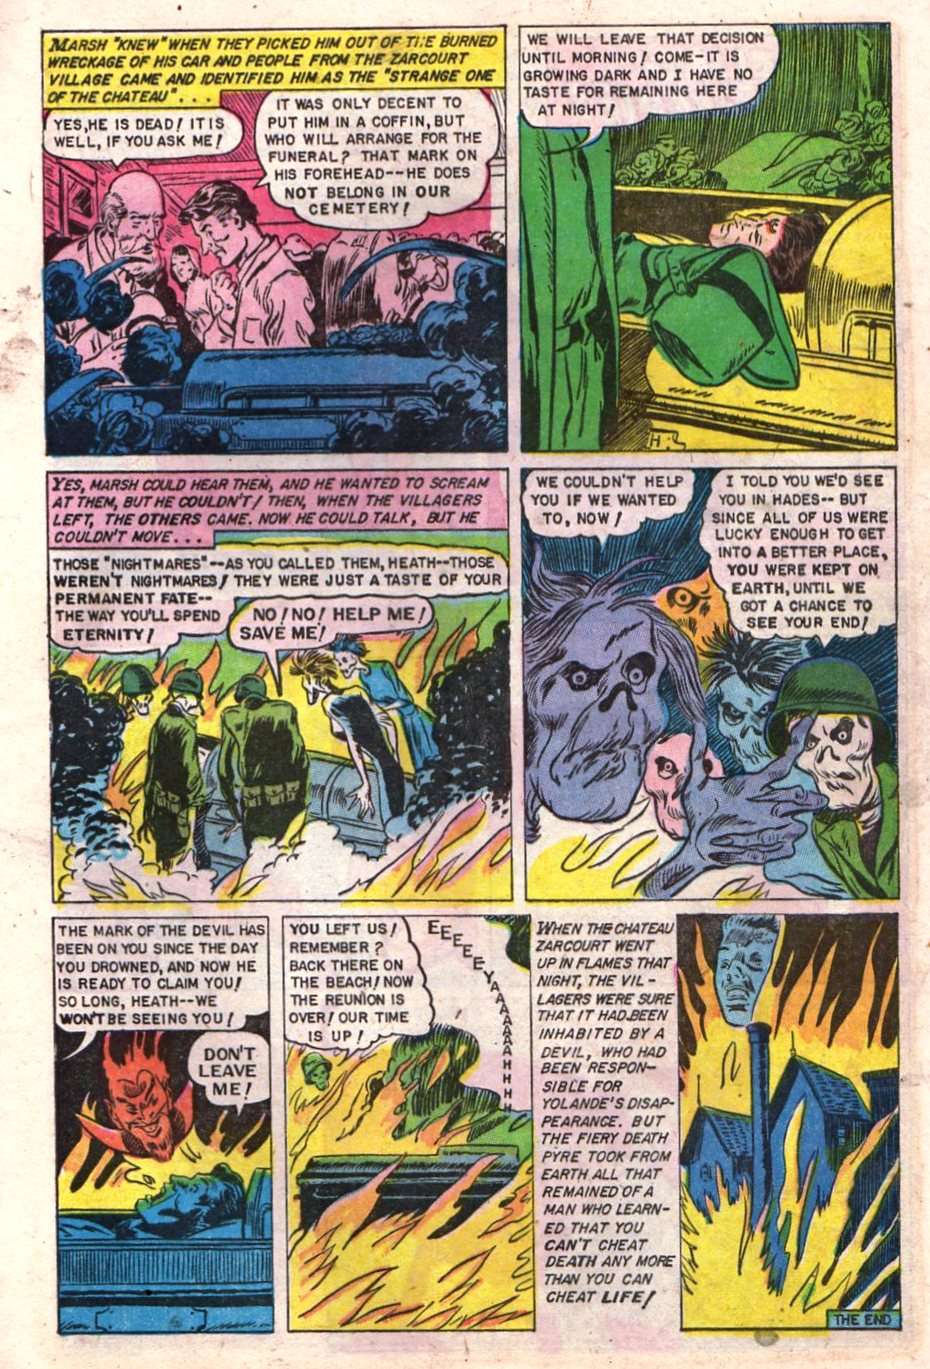 MARSH "KNEW" WHEN THEY PICKED HIM OUT OF THE BURNED
WRECKAGE OF HIS CAR AND PEOPLE FROM THE ZARCOURT
VILLAGE CAME AND IDENTIFIED HIM AS THE "STRANGE ONE
OF THE CHATEAU" . . .
YES, HE IS DEAD! IT IS
WELL, IF YOU ASK ME!
IT WAS ONLY DECENT TO
PUT HIM IN A COFFIN, BUT
WHO WILL ARRANGE FOR THE
FUNERAL? THAT MARK ON
HIS FOREHEAD--HE DOES
NOT BELONG IN OUR
CEMETERY!
WE WILL LEAVE THAT DECISION
UNTIL MORNING! COME-IT IS
GROWING DARK AND I HAVE NO
TASTE FOR REMAINING HERE
AT NIGHT!
YES, MARSH COULD HEAR THEM, AND HE WANTED TO SCREAM
AT THEM, BUT HE COULDN'T! THEN, WHEN THE VILLAGERS
LEFT, THE OTHERS CAME. NOW HE COULD TALK, BUT HE
COULDN'T MOVE . . .
THOSE "NIGHTMARES"--AS YOU CALLED THEM, HEATH--THOSE
WEREN'T NIGHTMARES! THEY WERE JUST A TASTE OF YOUR
PERMANENT FATE--
THE WAY YOU'LL SPEND
ETERNITY!
NO! NO! HELP ME!
SAVE ME!
WE COULDN'T HELP
YOU IF WE WANTED
TO, NOW!
I TOLD YOU WE'D SEE
YOU IN HADES-- BUT
SINCE ALL OF US WERE
LUCKY ENOUGH TO GET
INTO A BETTER PLACE,
YOU WERE KEPT ON
EARTH, UNTIL WE
GOT A CHANCE TO
SEE YOUR END!
THE MARK OF THE DEVIL HAS
BEEN ON YOU SINCE THE DAY
YOU DROWNED, AND NOW HE
IS READY TO CLAIM YOU!
SO LONG, HEATH--WE
WON'T BE SEEING YOU!
DON'T
LEAVE
ME!
YOU LEFT US!
REMEMBER?
BACK THERE ON
THE BEACH! NOW
THE REUNION IS
OVER! OUR TIME
IS UP!
EEEEEYAAAAAAAHHHHH
WHEN THE CHATEAU
ZARCOURT WENT
UP IN FLAMES THAT
NIGHT, THE VIL-
LAGERS WERE SURE
THAT IT HAD BEEN
INHABITED BY A
DEVIL, WHO HAD
BEEN RESPON-
SIBLE FOR
YOLANDE'S DISAP-
PEARANCE. BUT
THE FIERY DEATH
PYRE TOOK FROM
EARTH ALL THAT
REMAINED OF A
MAN WHO LEARN-
ED THAT YOU
CAN'T CHEAT
DEATH ANY MORE
THAN YOU CAN
CHEAT LIFE!
THE END